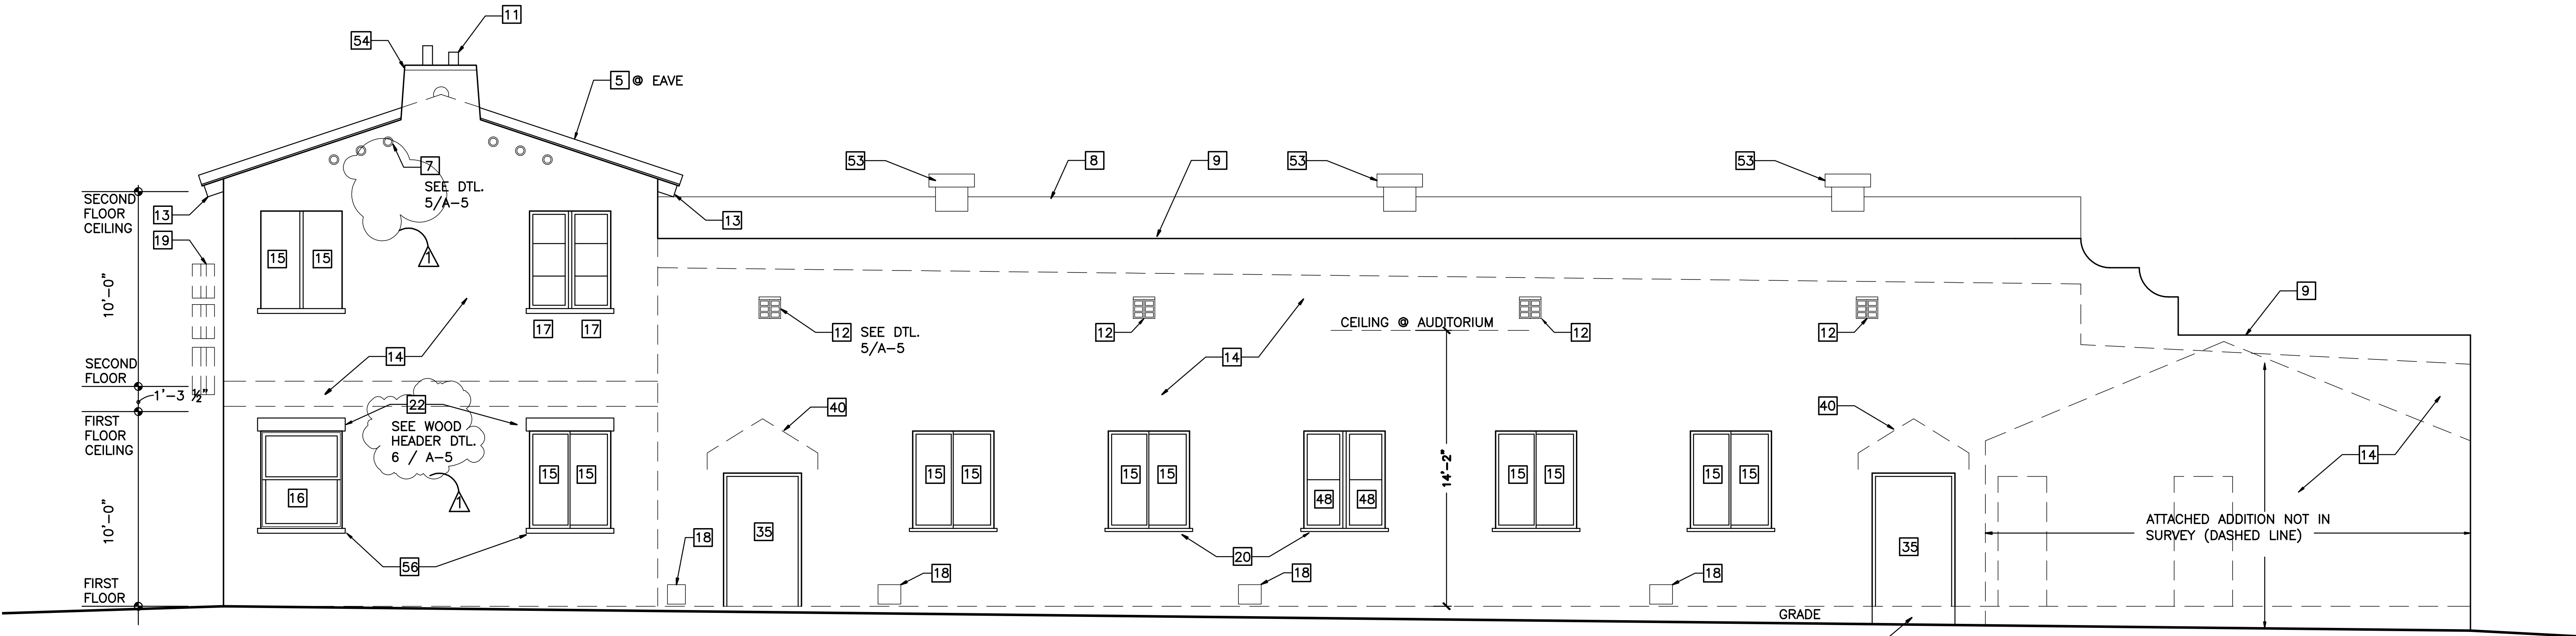 11
54
5 @ EAVE
7
SEE DTL.
5/A-5
53
8
9
53
53
SECOND
FLOOR
CEILING
13
13
19
15
15
1
10'-0"
17
17
12
SEE DTL.
5/A-5
12
CEILING @ AUDITORIUM
12
12
9
14
14
SECOND
FLOOR
1'-3 ½"
FIRST
FLOOR
CEILING
22
SEE WOOD
HEADER DTL.
6 / A-5
40
40
14
15
15
15
15
15
15
15
15
15
15
16
48
48
14'-2"
1
10'-0"
35
35
ATTACHED ADDITION NOT IN
SURVEY (DASHED LINE)
18
20
56
18
18
18
FIRST
FLOOR
GRADE